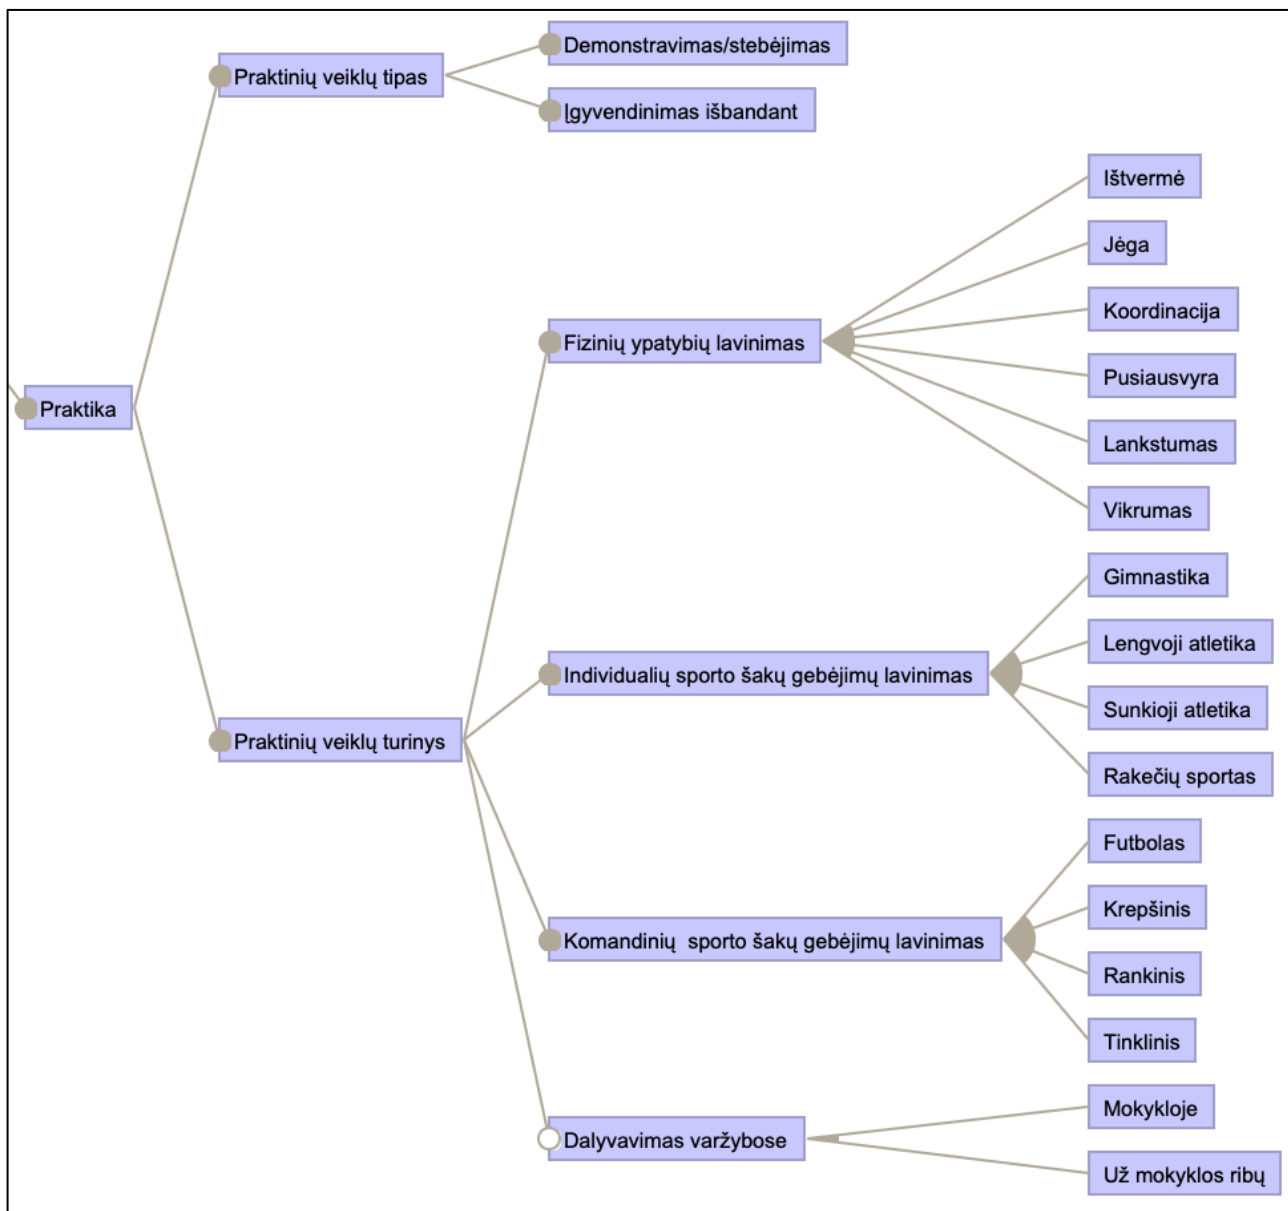 Demonstravimas/stebėjimas
Praktinių veiklų tipas
Įgyvendinimas išbandant
Ištvermė
Jėga
Koordinacija
Fizinių ypatybių lavinimas
Pusiausvyra
Praktika
Lankstumas
Vikrumas
Gimnastika
Lengvoji atletika
Individualių sporto šakų gebėjimų lavinimas
Sunkioji atletika
Praktinių veiklų turinys
Rakečių sportas
Futbolas
Krepšinis
Komandinių  sporto šakų gebėjimų lavinimas
Rankinis
Tinklinis
Mokykloje
Dalyvavimas varžybose
Už mokyklos ribų